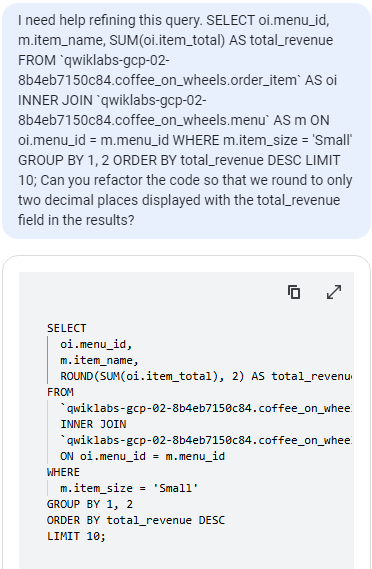 I need help refining this query. SELECT oi.menu_id,
m.item_name, SUM(oi.item_total) AS total_revenue
FROM `qwiklabs-gcp-02-
8b4eb7150c84.coffee_on_wheels.order_item` AS oi
INNER JOIN `qwiklabs-gcp-02-
8b4eb7150c84.coffee_on_wheels.menu` AS m ON
oi.menu_id = m.menu_id WHERE m.item_size = 'Small'
GROUP BY 1, 2 ORDER BY total_revenue DESC LIMIT
10; Can you refactor the code so that we round to only
two decimal places displayed with the total_revenue
field in the results?
SELECT
oi.menu_id,
m.item_name,
ROUND(SUM(oi.item_total), 2) AS total_revenu
FROM
`qwiklabs-gcp-02-8b4eb7150c84.coffee_on_whee
INNER JOIN
`qwiklabs-gcp-02-8b4eb7150c84.coffee_on_whee
ON oi.menu_id = m.menu_id
WHERE
m.item_size = 'Small'
GROUP BY 1, 2
ORDER BY total_revenue DESC
LIMIT 10;